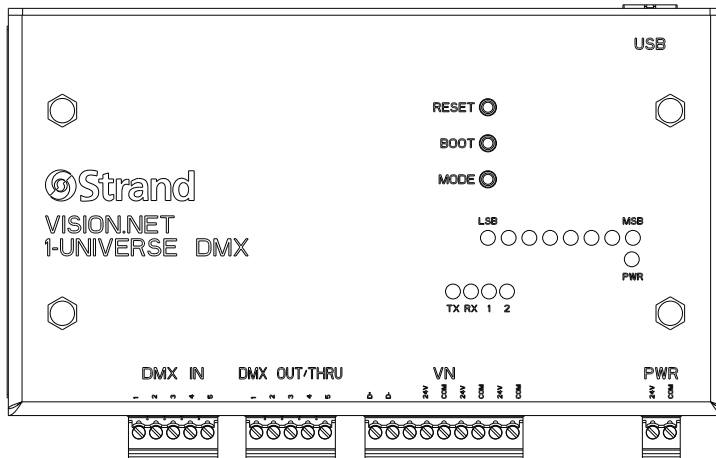 USB
RESET
BOOT
MODE
Strand
VISION.NET
1-UNIVERSE DMX
LSB MSB
PWR
TX RX 1 2
DMX IN DMX OUT/THRU VN PWR
1 2 3 4 5 1 2 3 4 5 24V COM 24V COM 24V COM 24V COM